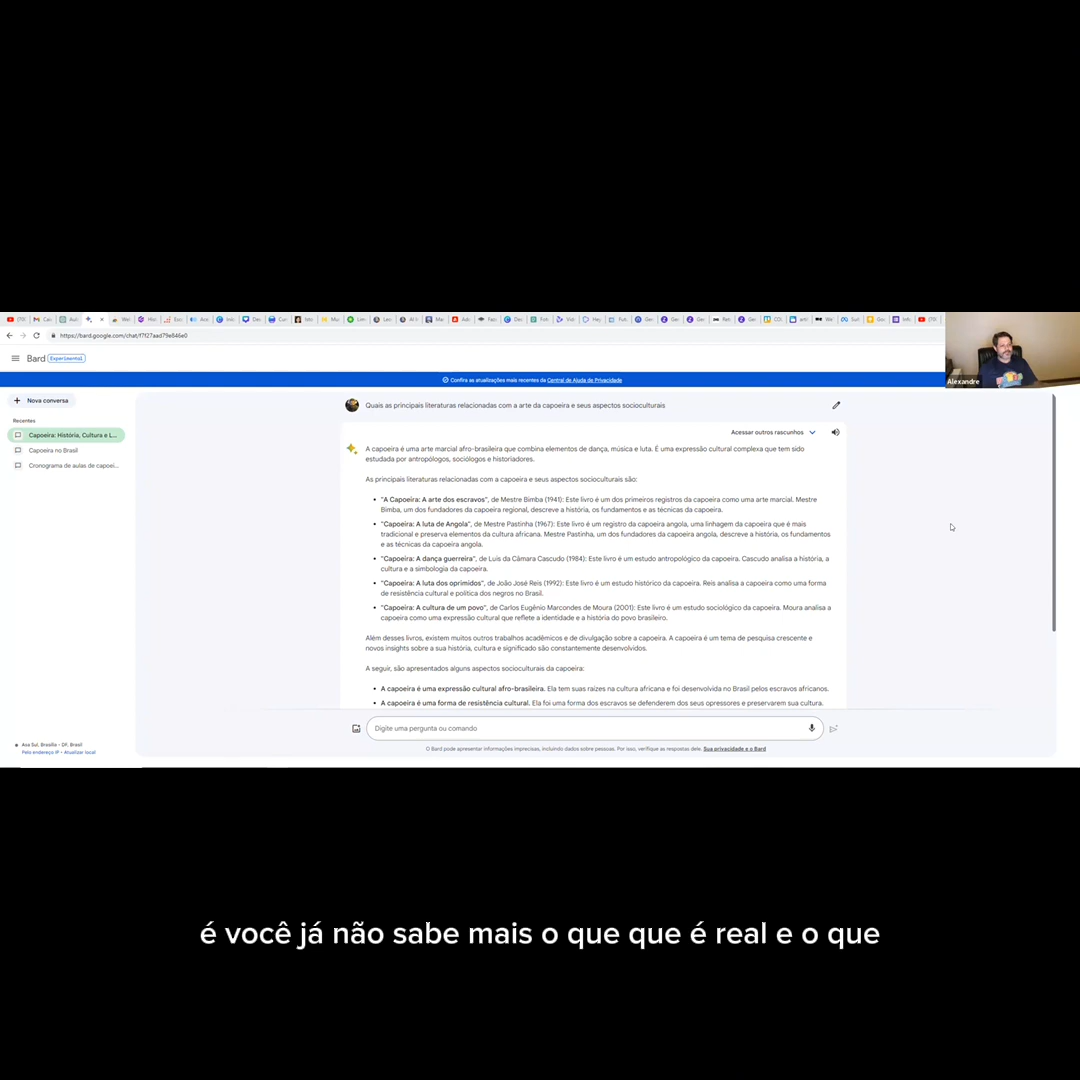 https://bard.google.com/chat/f7f27aad79e846e0
Bard Experimental
Confira as atualizações mais recentes da Central de Ajuda de Privacidade
Alexandre
Nova conversa
Recentes
Capoeira: História, Cultura e L...
Capoeira no Brasil
Cronograma de aulas de capoei...
Quais as principais literaturas relacionadas com a arte da capoeira e seus aspectos socioculturais
Acessar outros rascunhos
A capoeira é uma arte marcial afro-brasileira que combina elementos de dança, música e luta. É uma expressão cultural complexa que tem sido
estudada por antropólogos, sociólogos e historiadores.
As principais literaturas relacionadas com a capoeira e seus aspectos socioculturais são:
• "A Capoeira: A arte dos escravos", de Mestre Bimba (1941): Este livro é um dos primeiros registros da capoeira como uma arte marcial. Mestre
Bimba, um dos fundadores da capoeira regional, descreve a história, os fundamentos e as técnicas da capoeira.
• "Capoeira: A luta de Angola", de Mestre Pastinha (1967): Este livro é um registro da capoeira angola, uma linhagem da capoeira que é mais
tradicional e preserva elementos da cultura africana. Mestre Pastinha, um dos fundadores da capoeira angola, descreve a história, os fundamentos
e as técnicas da capoeira angola.
• "Capoeira: A dança guerreira", de Luis da Câmara Cascudo (1984): Este livro é um estudo antropológico da capoeira. Cascudo analisa a história, a
cultura e a simbologia da capoeira.
• "Capoeira: A luta dos oprimidos", de João José Reis (1992): Este livro é um estudo histórico da capoeira. Reis analisa a capoeira como uma forma
de resistência cultural e política dos negros no Brasil.
• "Capoeira: A cultura de um povo", de Carlos Eugênio Marcondes de Moura (2001): Este livro é um estudo sociológico da capoeira. Moura analisa a
capoeira como uma expressão cultural que reflete a identidade e a história do povo brasileiro.
Além desses livros, existem muitos outros trabalhos acadêmicos e de divulgação sobre a capoeira. A capoeira é um tema de pesquisa crescente e
novos insights sobre a sua história, cultura e significado são constantemente desenvolvidos.
A seguir, são apresentados alguns aspectos socioculturais da capoeira:
• A capoeira é uma expressão cultural afro-brasileira. Ela tem suas raízes na cultura africana e foi desenvolvida no Brasil pelos escravos africanos.
• A capoeira é uma forma de resistência cultural. Ela foi uma forma dos escravos se defenderem dos seus opressores e preservarem sua cultura.
Digite uma pergunta ou comando
Asa Sul, Brasília - DF, Brasil
Pelo endereço IP - Atualizar local
O Bard pode apresentar informações imprecisas, incluindo dados sobre pessoas. Por isso, verifique as respostas dele. Sua privacidade e o Bard
é você já não sabe mais o que que é real e o que